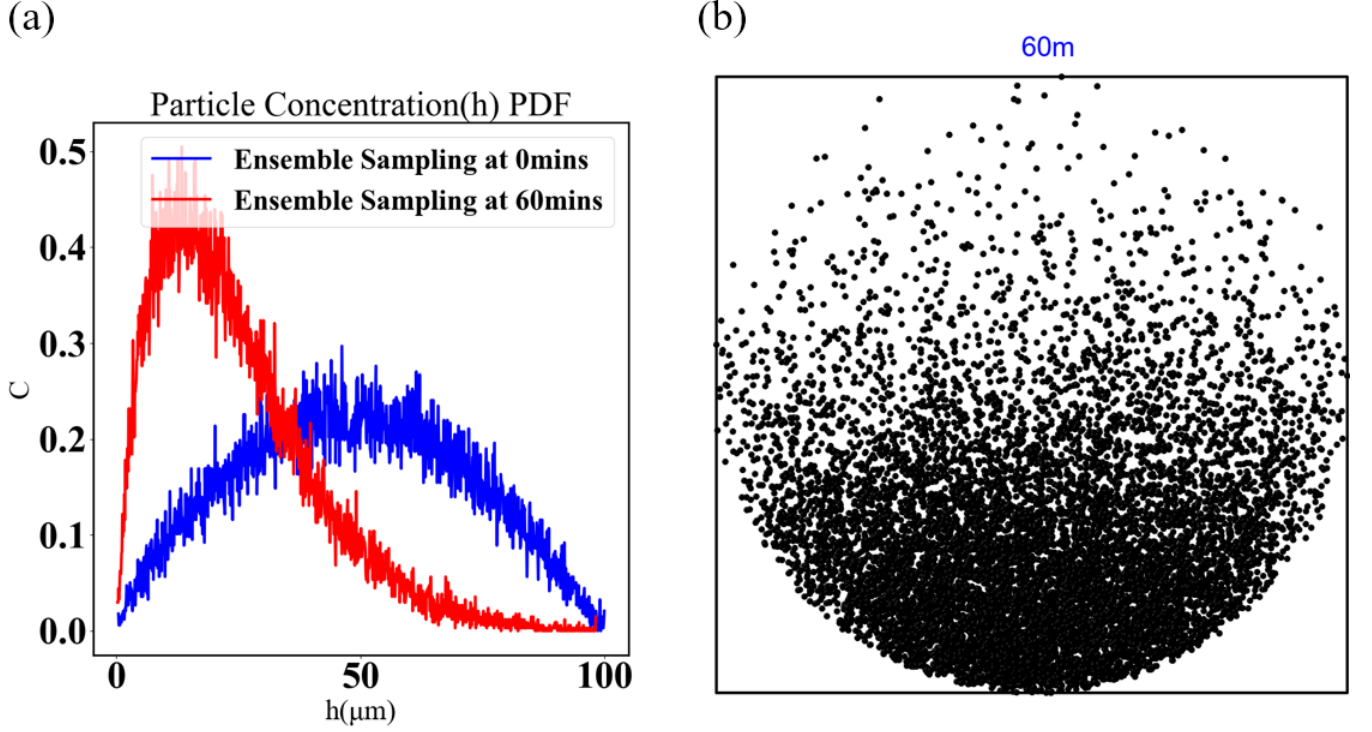 (a)
(b)
60m
Particle Concentration(h) PDF
Ensemble Sampling at 0mins
Ensemble Sampling at 60mins
0.5
0.4
0.3
0.2
0.1
0.0
C
0
50
100
h(μm)